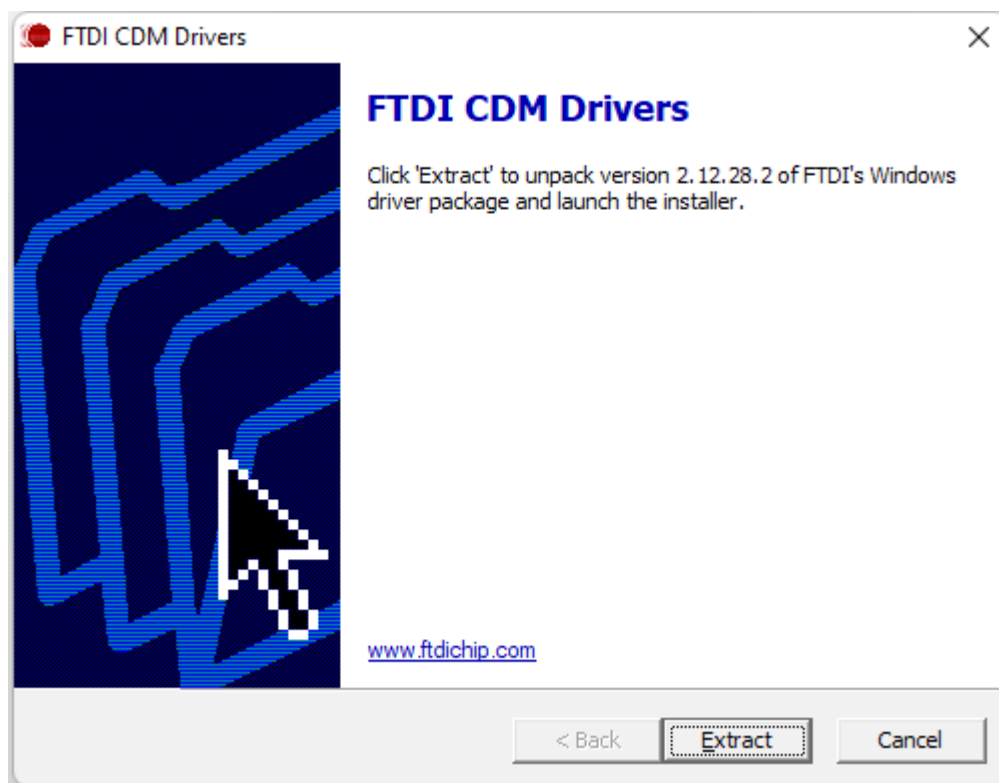 FTDI CDM Drivers
FTDI CDM Drivers
Click 'Extract' to unpack version 2.12.28.2 of FTDI's Windows
driver package and launch the installer.
www.ftdichip.com
< Back
Extract
Cancel